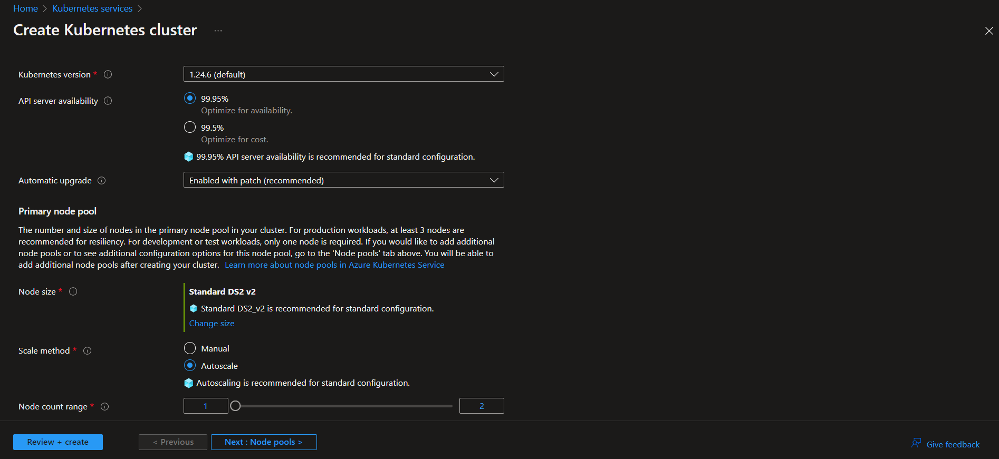 Home > Kubernetes services >
Create Kubernetes cluster ...
Kubernetes version *
1.24.6 (default)
API server availability
99.95%
Optimize for availability.
99.5%
Optimize for cost.
99.95% API server availability is recommended for standard configuration.
Automatic upgrade
Enabled with patch (recommended)
Primary node pool
The number and size of nodes in the primary node pool in your cluster. For production workloads, at least 3 nodes are
recommended for resiliency. For development or test workloads, only one node is required. If you would like to add additional
node pools or to see additional configuration options for this node pool, go to the 'Node pools' tab above. You will be able to
add additional node pools after creating your cluster. Learn more about node pools in Azure Kubernetes Service
Node size *
Standard DS2 v2
Standard DS2_v2 is recommended for standard configuration.
Change size
Scale method *
Manual
Autoscale
Autoscaling is recommended for standard configuration.
Node count range *
1
2
Review + create
< Previous
Next : Node pools >
Give feedback